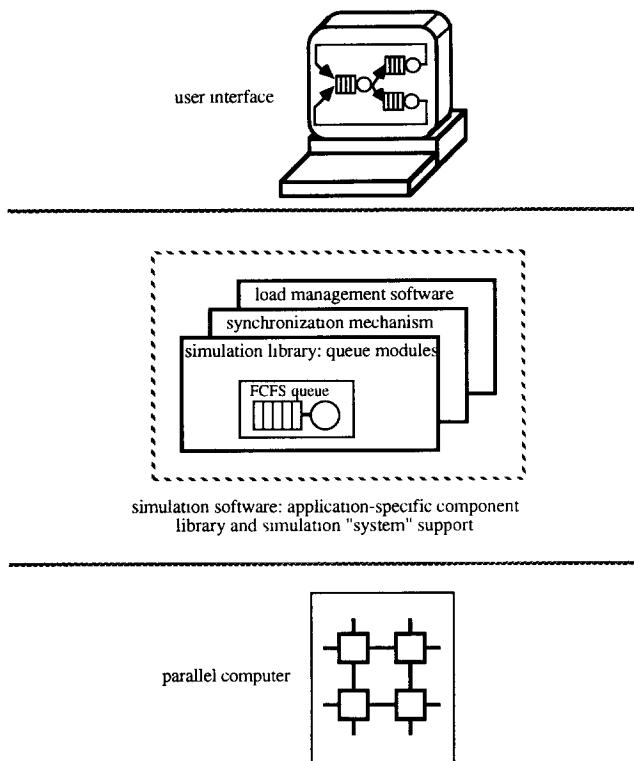 user interface
load management software
synchronization mechanism
simulation library: queue modules
FCFS queue
simulation software: application-specific component
library and simulation "system" support
parallel computer